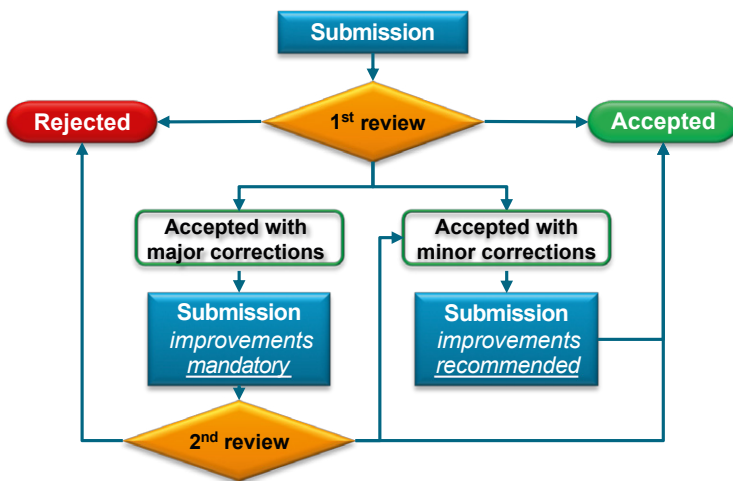 Submission
Rejected
1st review
Accepted
Accepted with
major corrections
Accepted with
minor corrections
Submission
improvements
mandatory
Submission
improvements
recommended
2nd review